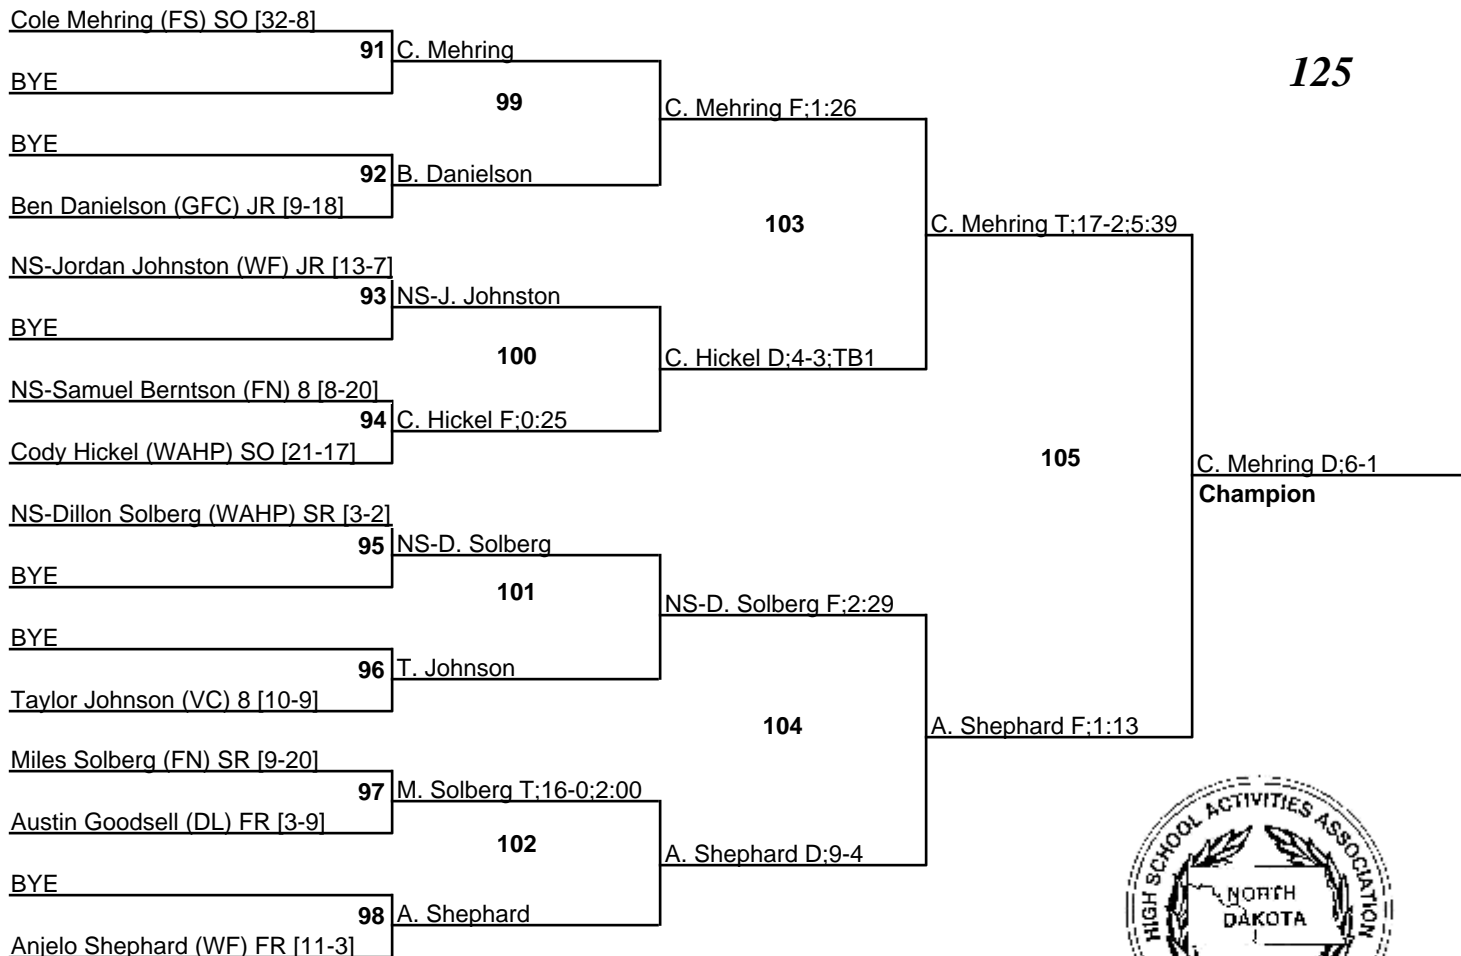 Cole Mehring (FS) SO [32-8]
91 C. Mehring
BYE
99
C. Mehring F;1:26
125
BYE
92 B. Danielson
Ben Danielson (GFC) JR [9-18]
103
C. Mehring T;17-2;5:39
NS-Jordan Johnston (WF) JR [13-7]
93 NS-J. Johnston
BYE
100
C. Hickel D;4-3;TB1
NS-Samuel Berntson (FN) 8 [8-20]
94 C. Hickel F;0:25
Cody Hickel (WAHP) SO [21-17]
105
C. Mehring D;6-1
Champion
NS-Dillon Solberg (WAHP) SR [3-2]
95 NS-D. Solberg
BYE
101
NS-D. Solberg F;2:29
BYE
96 T. Johnson
Taylor Johnson (VC) 8 [10-9]
104
A. Shephard F;1:13
Miles Solberg (FN) SR [9-20]
97 M. Solberg T;16-0;2:00
Austin Goodsell (DL) FR [3-9]
102
A. Shephard D;9-4
BYE
98 A. Shephard
Anjelo Shephard (WF) FR [11-3]
HIGH SCHOOL ACTIVITIES ASSOCIATION
NORTH
DAKOTA